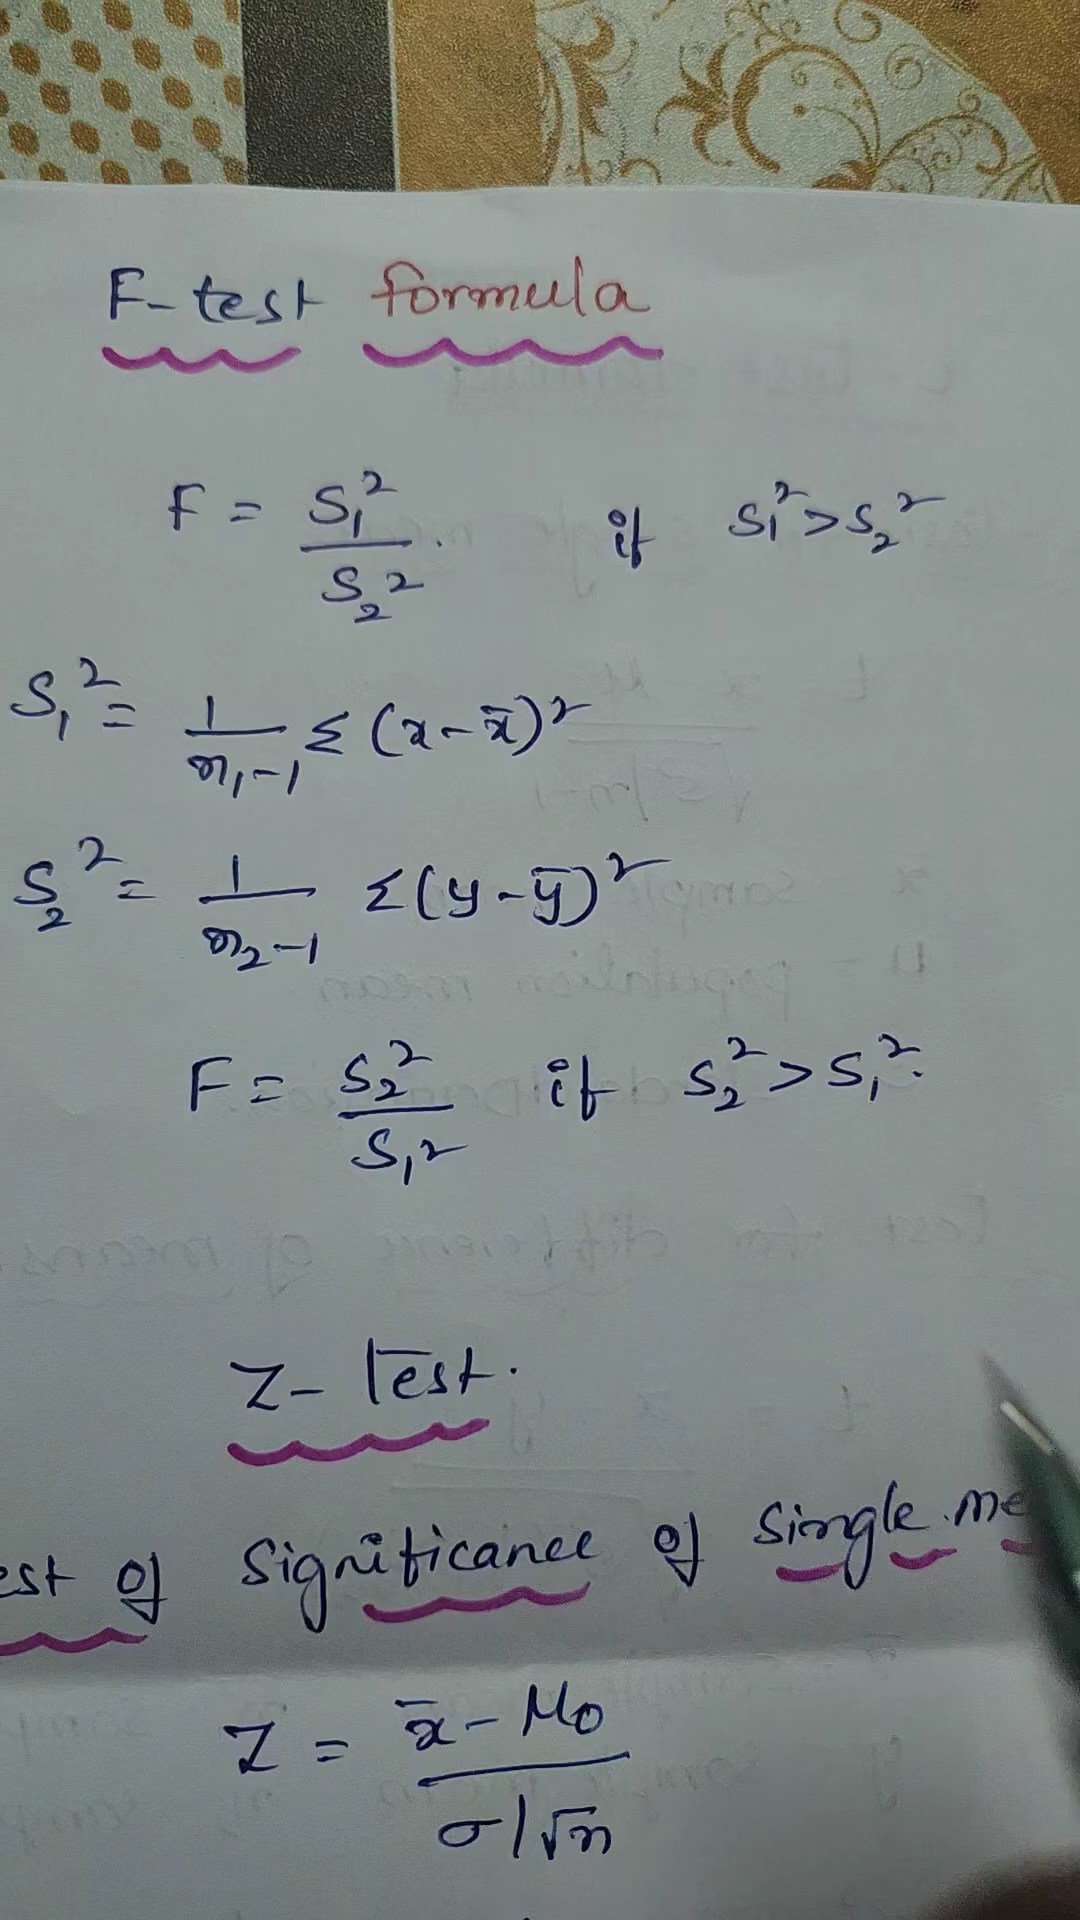 F-test formula
F = S₁²/S₂². if S₁² > S₂²
S₁² = 1/(n₁-1) Σ (x - x̄)²
S₂² = 1/(n₂-1) Σ(y - ȳ)²
F = S₂²/S₁² if S₂² > S₁².
Z- Test.
est of Significance of Single me
Z = (x̄ - μ₀)/(σ/√n)